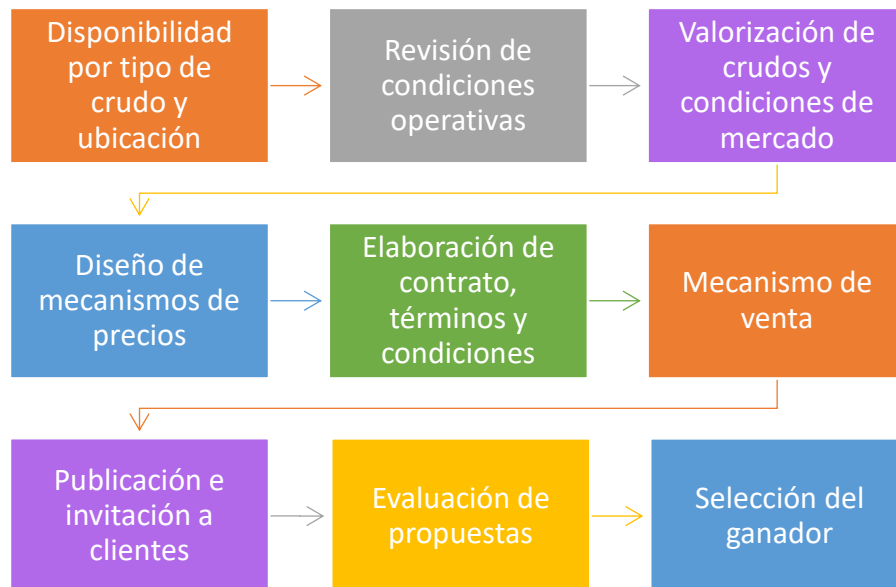 Disponibilidad
por tipo de
crudo y
ubicación
Revisión de
condiciones
operativas
Valorización de
crudos y
condiciones de
mercado
Diseño de
mecanismos de
precios
Elaboración de
contrato,
términos y
condiciones
Mecanismo de
venta
Publicación e
invitación a
clientes
Evaluación de
propuestas
Selección del
ganador